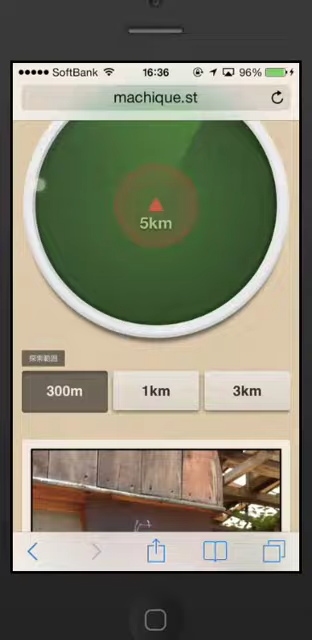 SoftBank 16:36 96%
machique.st
5km
探索範囲
300m 1km 3km